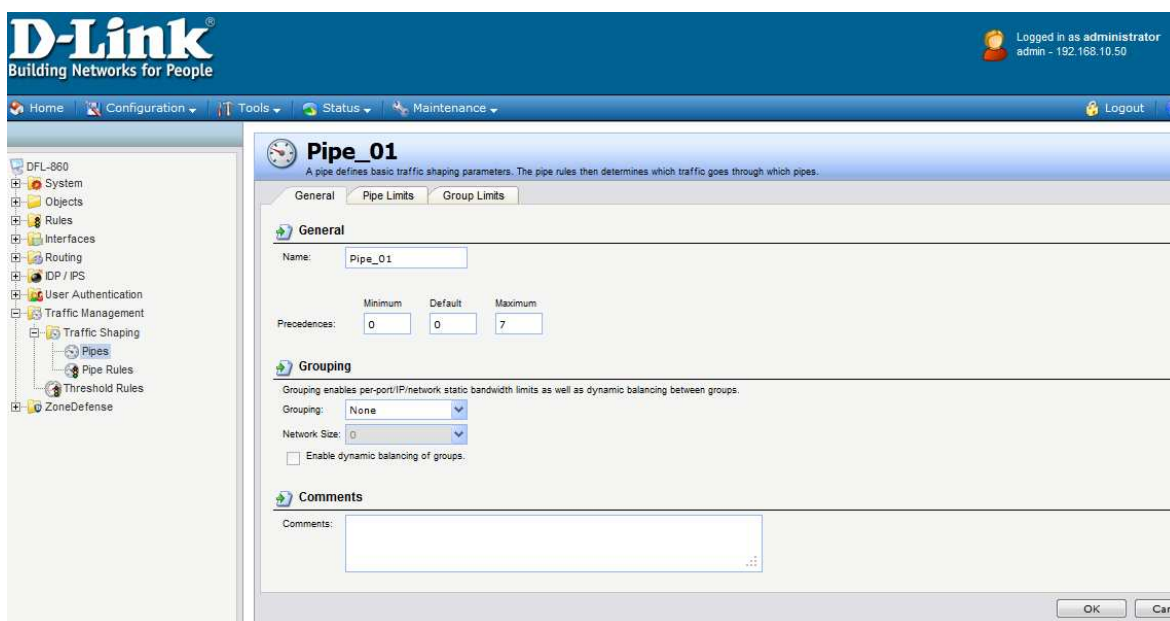 D-Link®
Building Networks for People
Logged in as administrator
admin - 192.168.10.50
Home Configuration Tools Status Maintenance Logout
DFL-860
System
Objects
Rules
Interfaces
Routing
IDP / IPS
User Authentication
Traffic Management
Traffic Shaping
Pipes
Pipe Rules
Threshold Rules
ZoneDefense
Pipe_01
A pipe defines basic traffic shaping parameters. The pipe rules then determines which traffic goes through which pipes.
General Pipe Limits Group Limits
General
Name: Pipe_01
Minimum Default Maximum
Precedences: 0 0 7
Grouping
Grouping enables per-port/IP/network static bandwidth limits as well as dynamic balancing between groups.
Grouping: None
Network Size: 0
Enable dynamic balancing of groups.
Comments
Comments:
OK Can